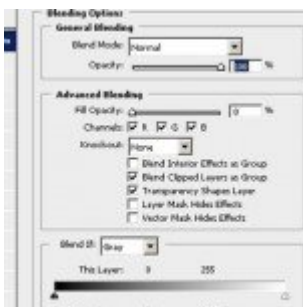 Blending Options
General Blending
Blend Mode: Normal
Opacity: 100 %
Advanced Blending
Fill Opacity: 0 %
Channels: R G B
Knockout: None
Blend Interior Effects as Group
Blend Clipped Layers as Group
Transparency Shapes Layer
Layer Mask Hides Effects
Vector Mask Hides Effects
Blend If: Gray
This Layer: 0 255